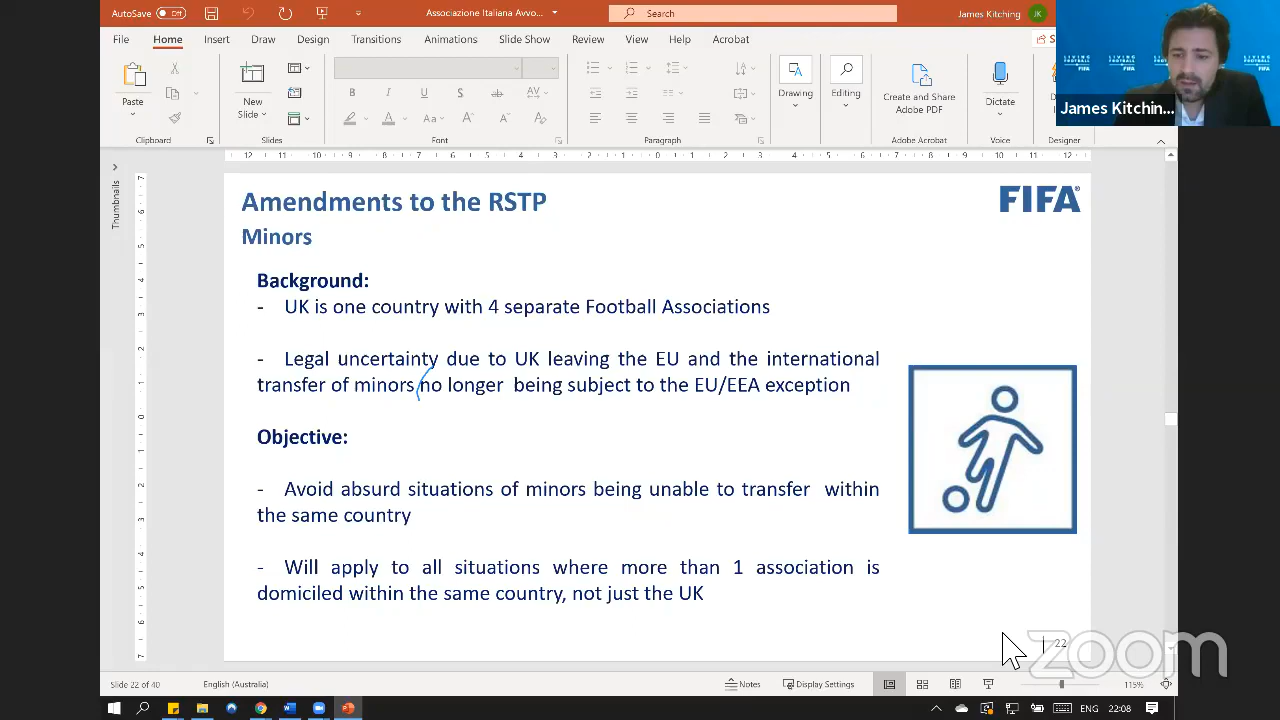 AutoSave Off Associazione Italiana Avvo... Search James Kitching JK
File Home Insert Draw Design Transitions Animations Slide Show Review View Help Acrobat
Paste New Slide Drawing Editing Create and Share Adobe PDF Dictate
Clipboard Slides Font Paragraph Adobe Acrobat Voice Designer
LIVING FOOTBALL FIFA
James Kitchin...
Thumbnails
Amendments to the RSTP
FIFA
Minors
Background:
- UK is one country with 4 separate Football Associations
- Legal uncertainty due to UK leaving the EU and the international
transfer of minors no longer being subject to the EU/EEA exception
Objective:
- Avoid absurd situations of minors being unable to transfer within
the same country
- Will apply to all situations where more than 1 association is
domiciled within the same country, not just the UK
22
zoom
Slide 22 of 40 English (Australia) Notes Display Settings 115%
ENG 22:08